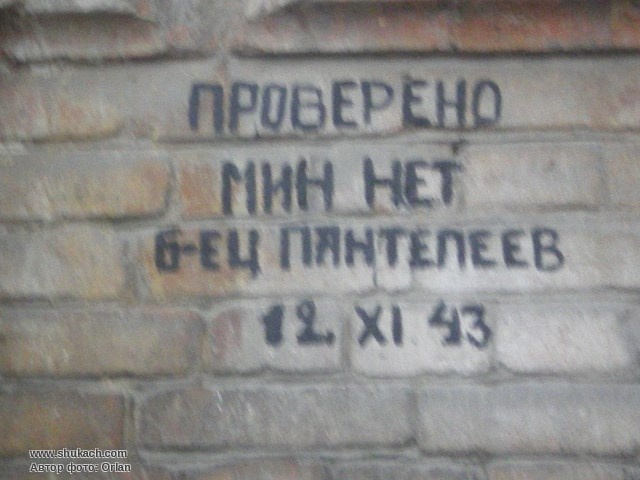 ПРОВЕРЕНО
МИН НЕТ
Б-ЕЦ ПАНТЕЛЕЕВ
12. XI 43
www.shukach.com
Автор фото: Orlan